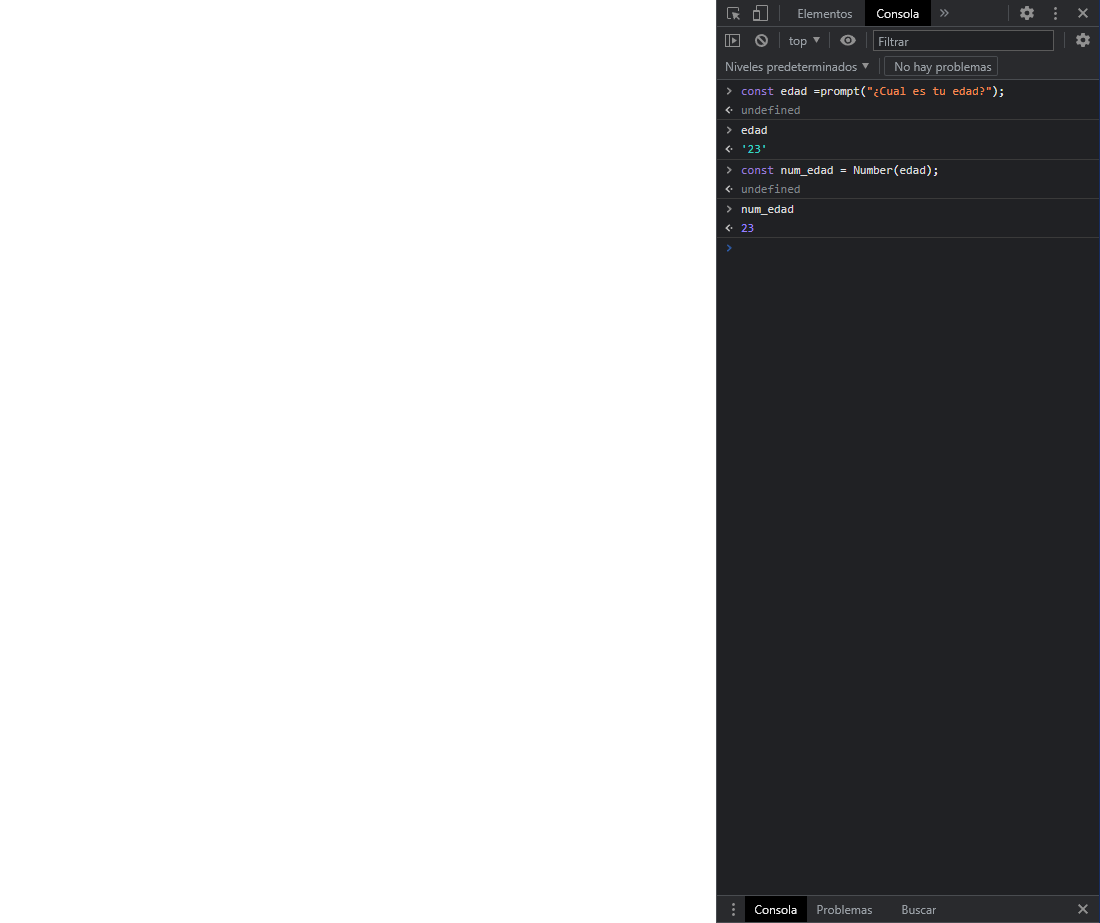 Elementos Consola
top Filtrar
Niveles predeterminados No hay problemas
const edad =prompt("¿Cual es tu edad?");
undefined
edad
'23'
const num_edad = Number(edad);
undefined
num_edad
23
Consola Problemas Buscar